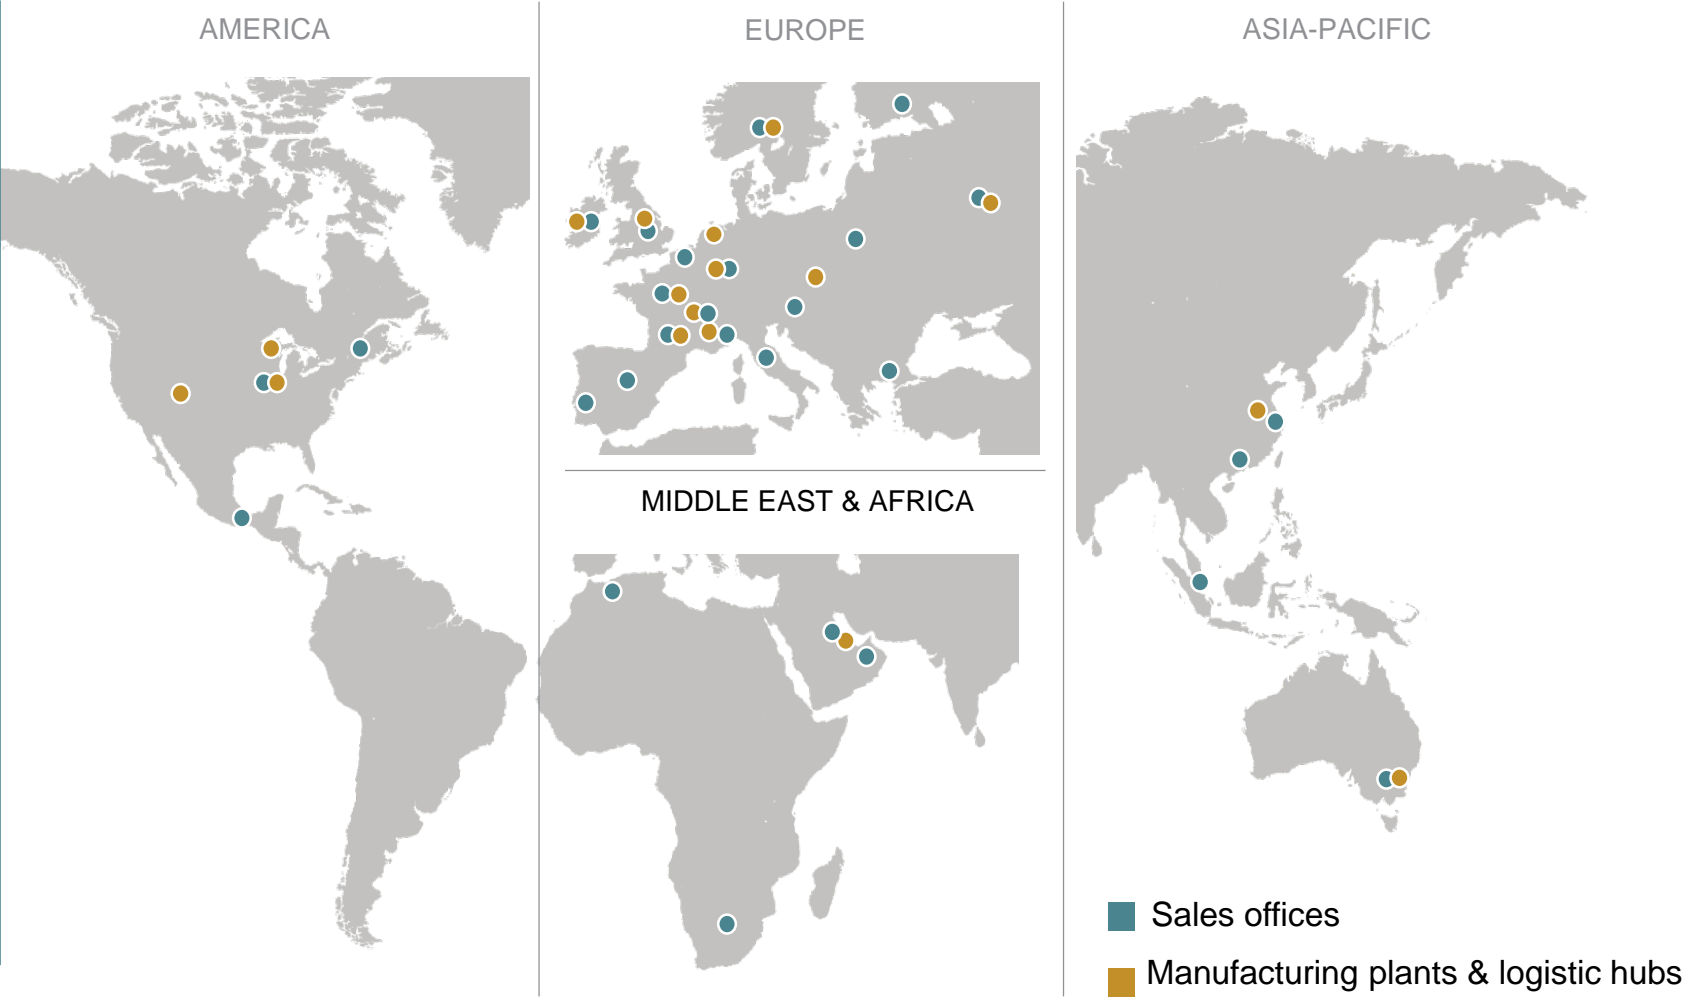 AMERICA
EUROPE
ASIA-PACIFIC
MIDDLE EAST & AFRICA
Sales offices
Manufacturing plants & logistic hubs